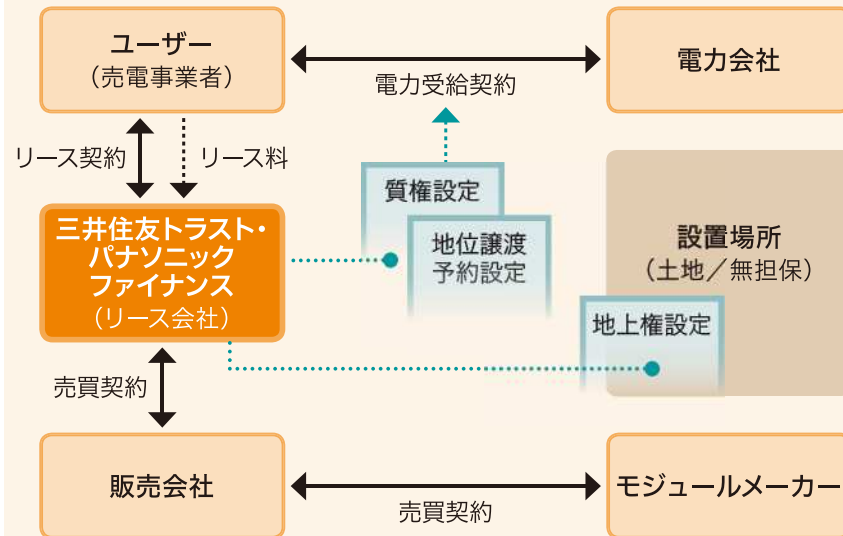 ユーザー
（売電事業者）
電力会社
電力受給契約
リース契約
リース料
質権設定
地位譲渡
予約設定
設置場所
（土地／無担保）
三井住友トラスト・
パナソニック
ファイナンス
（リース会社）
地上権設定
売買契約
販売会社
モジュールメーカー
売買契約